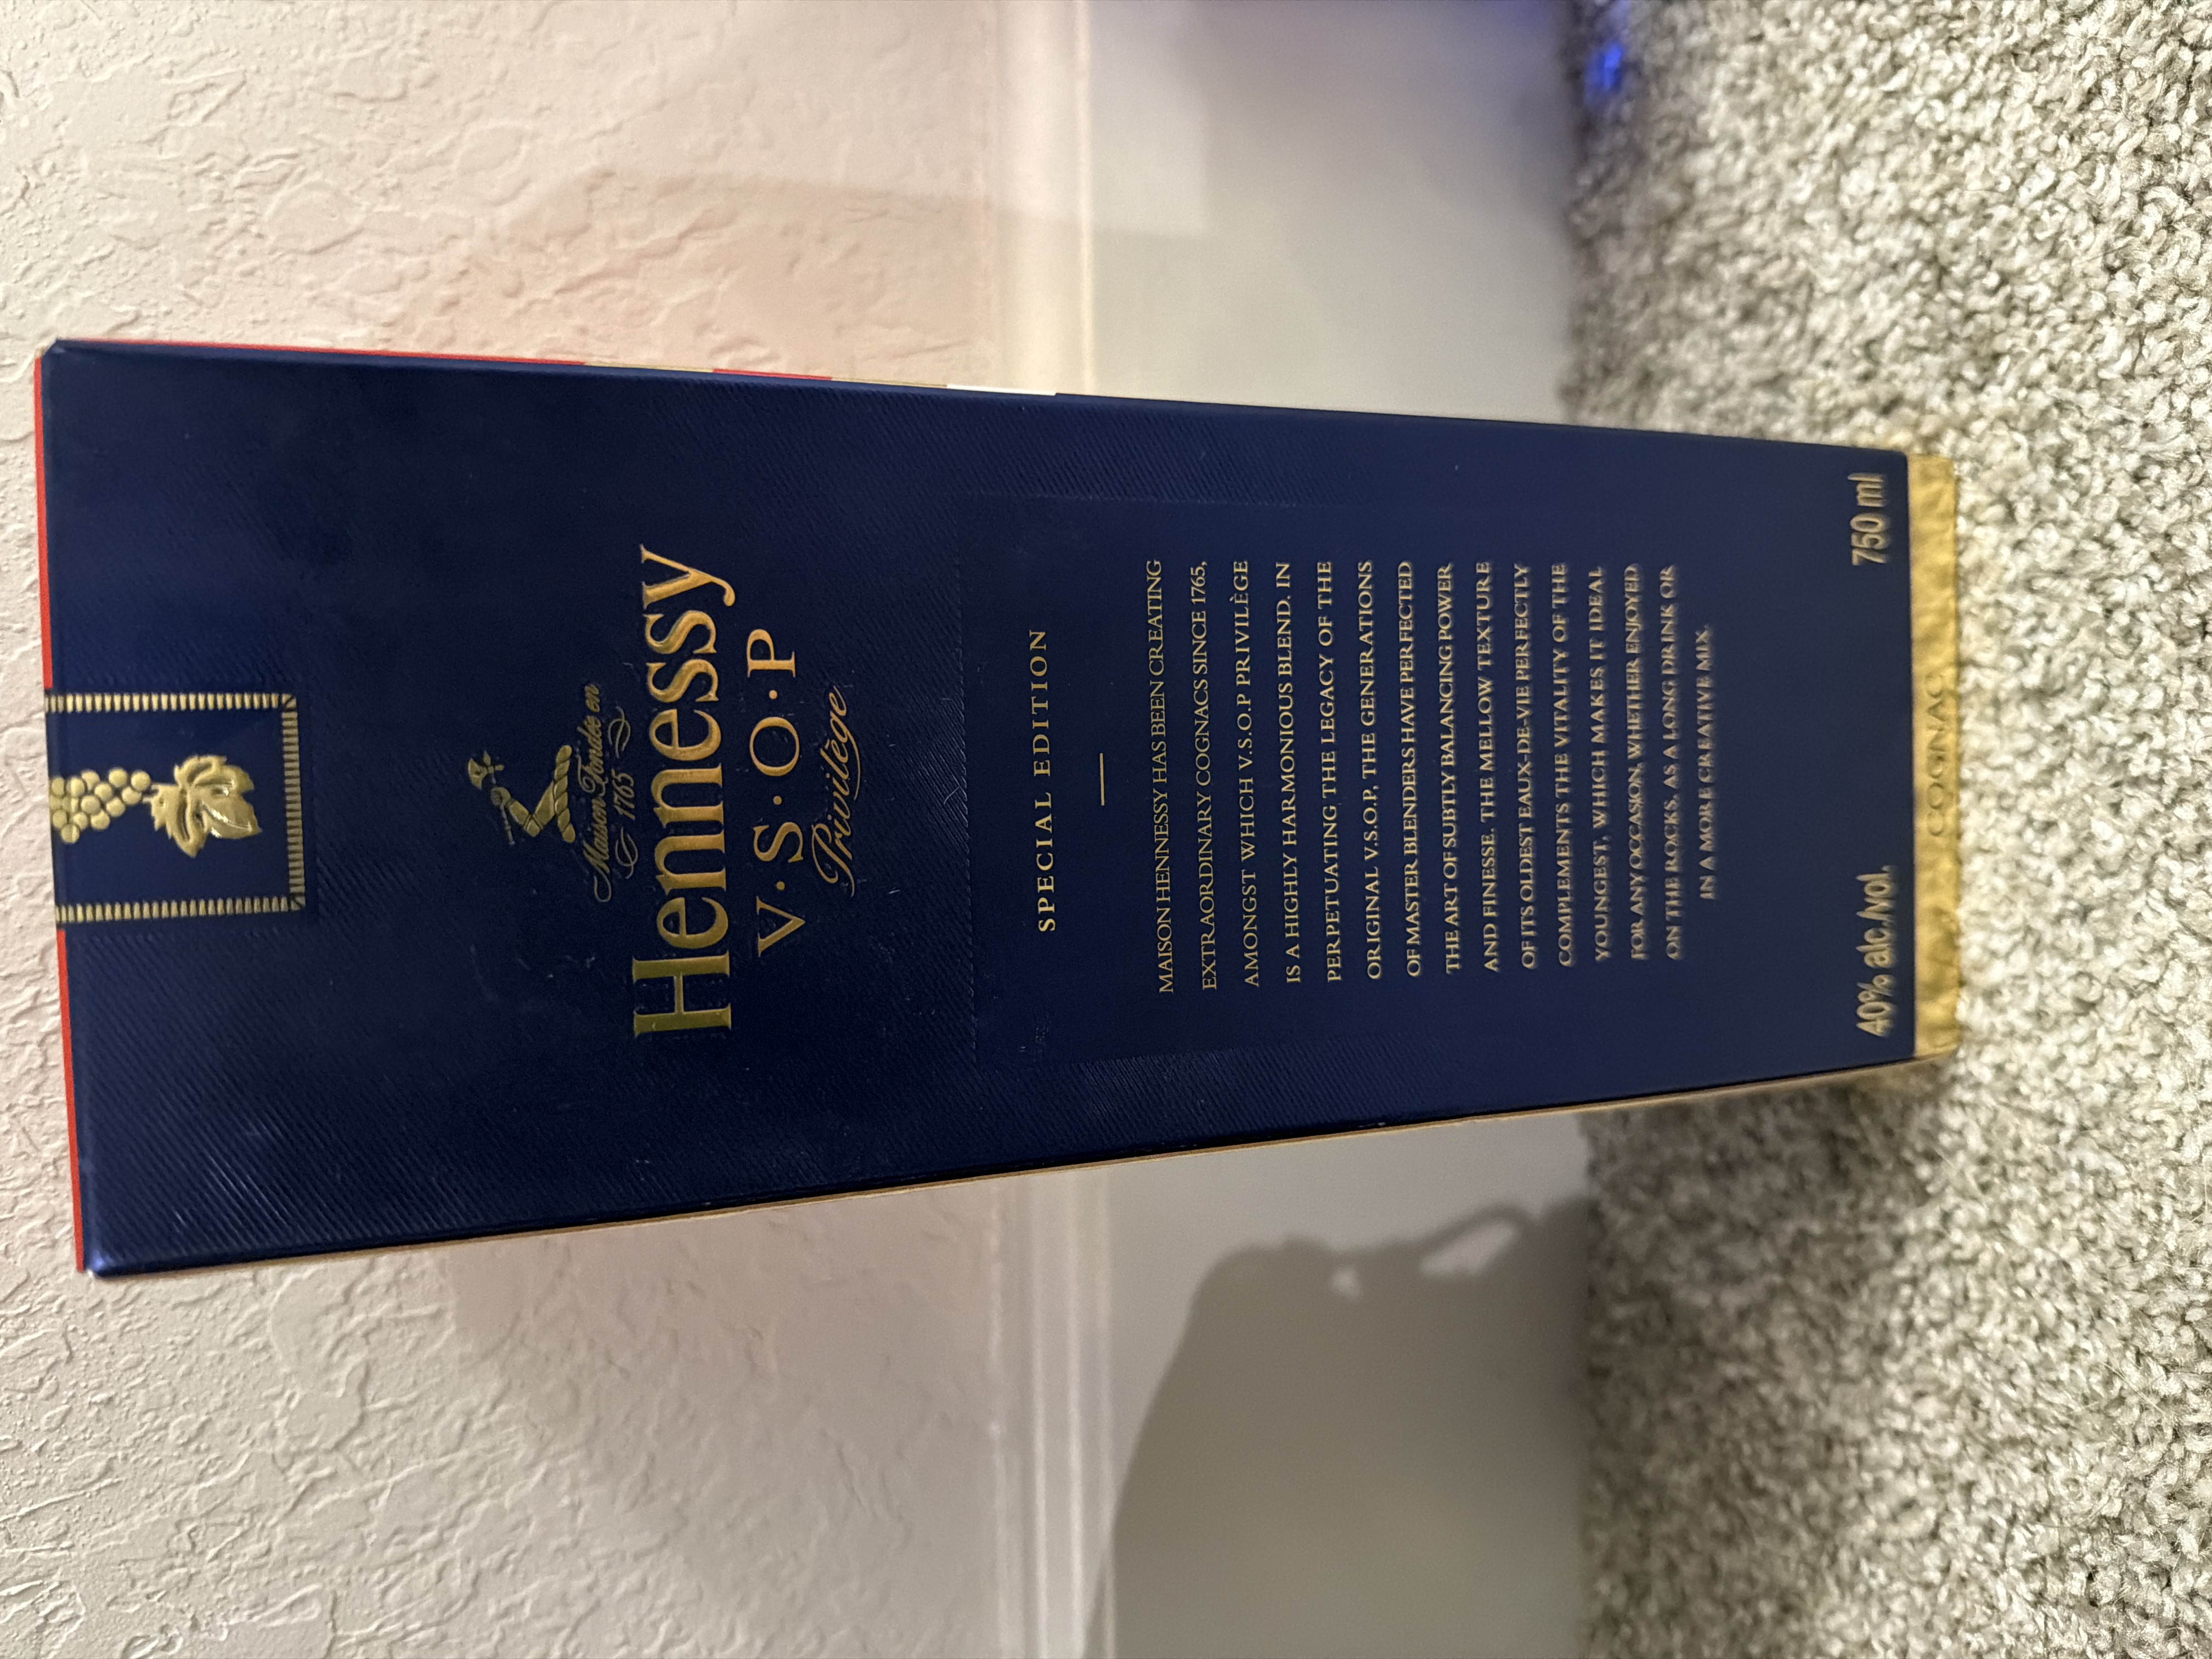 Maison Fondée en
1765
Hennessy
V.S.O.P
Privilège
SPECIAL EDITION
MAISON HENNESSY HAS BEEN CREATING
EXTRAORDINARY COGNACS SINCE 1765,
AMONGST WHICH V.S.O.P PRIVILÈGE
IS A HIGHLY HARMONIOUS BLEND. IN
PERPETUATING THE LEGACY OF THE
ORIGINAL V.S.O.P, THE GENERATIONS
OF MASTER BLENDERS HAVE PERFECTED
THE ART OF SUBTLY BALANCING POWER
AND FINESSE. THE MELLOW TEXTURE
OF ITS OLDEST EAUX-DE-VIE PERFECTLY
COMPLEMENTS THE VITALITY OF THE
YOUNGEST, WHICH MAKES IT IDEAL
FOR ANY OCCASION, WHETHER ENJOYED
ON THE ROCKS, AS A LONG DRINK OR
IN A MORE CREATIVE MIX.
40% alc./vol. 750 ml
COGNAC